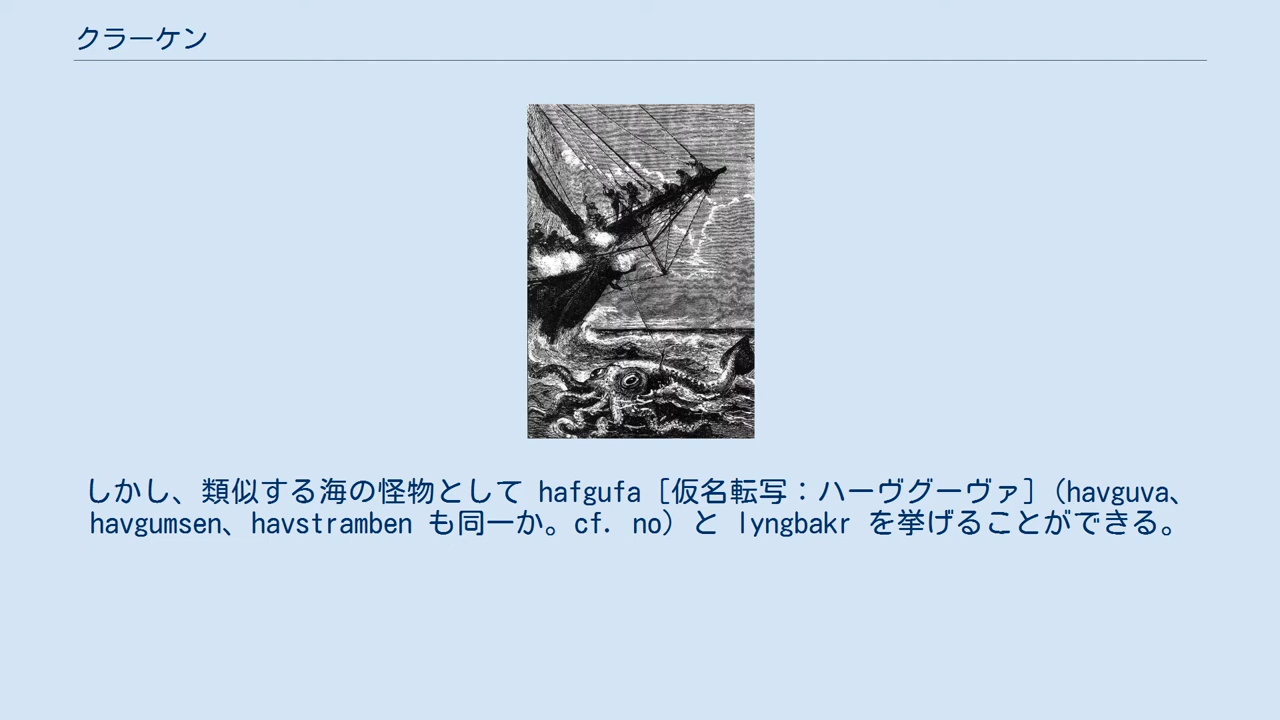 クラーケン
しかし、類似する海の怪物として hafgufa [仮名転写：ハーヴグーヴァ] (havguva、
havgumsen、havstramben も同一か。cf. no) と lyngbakr を挙げることができる。